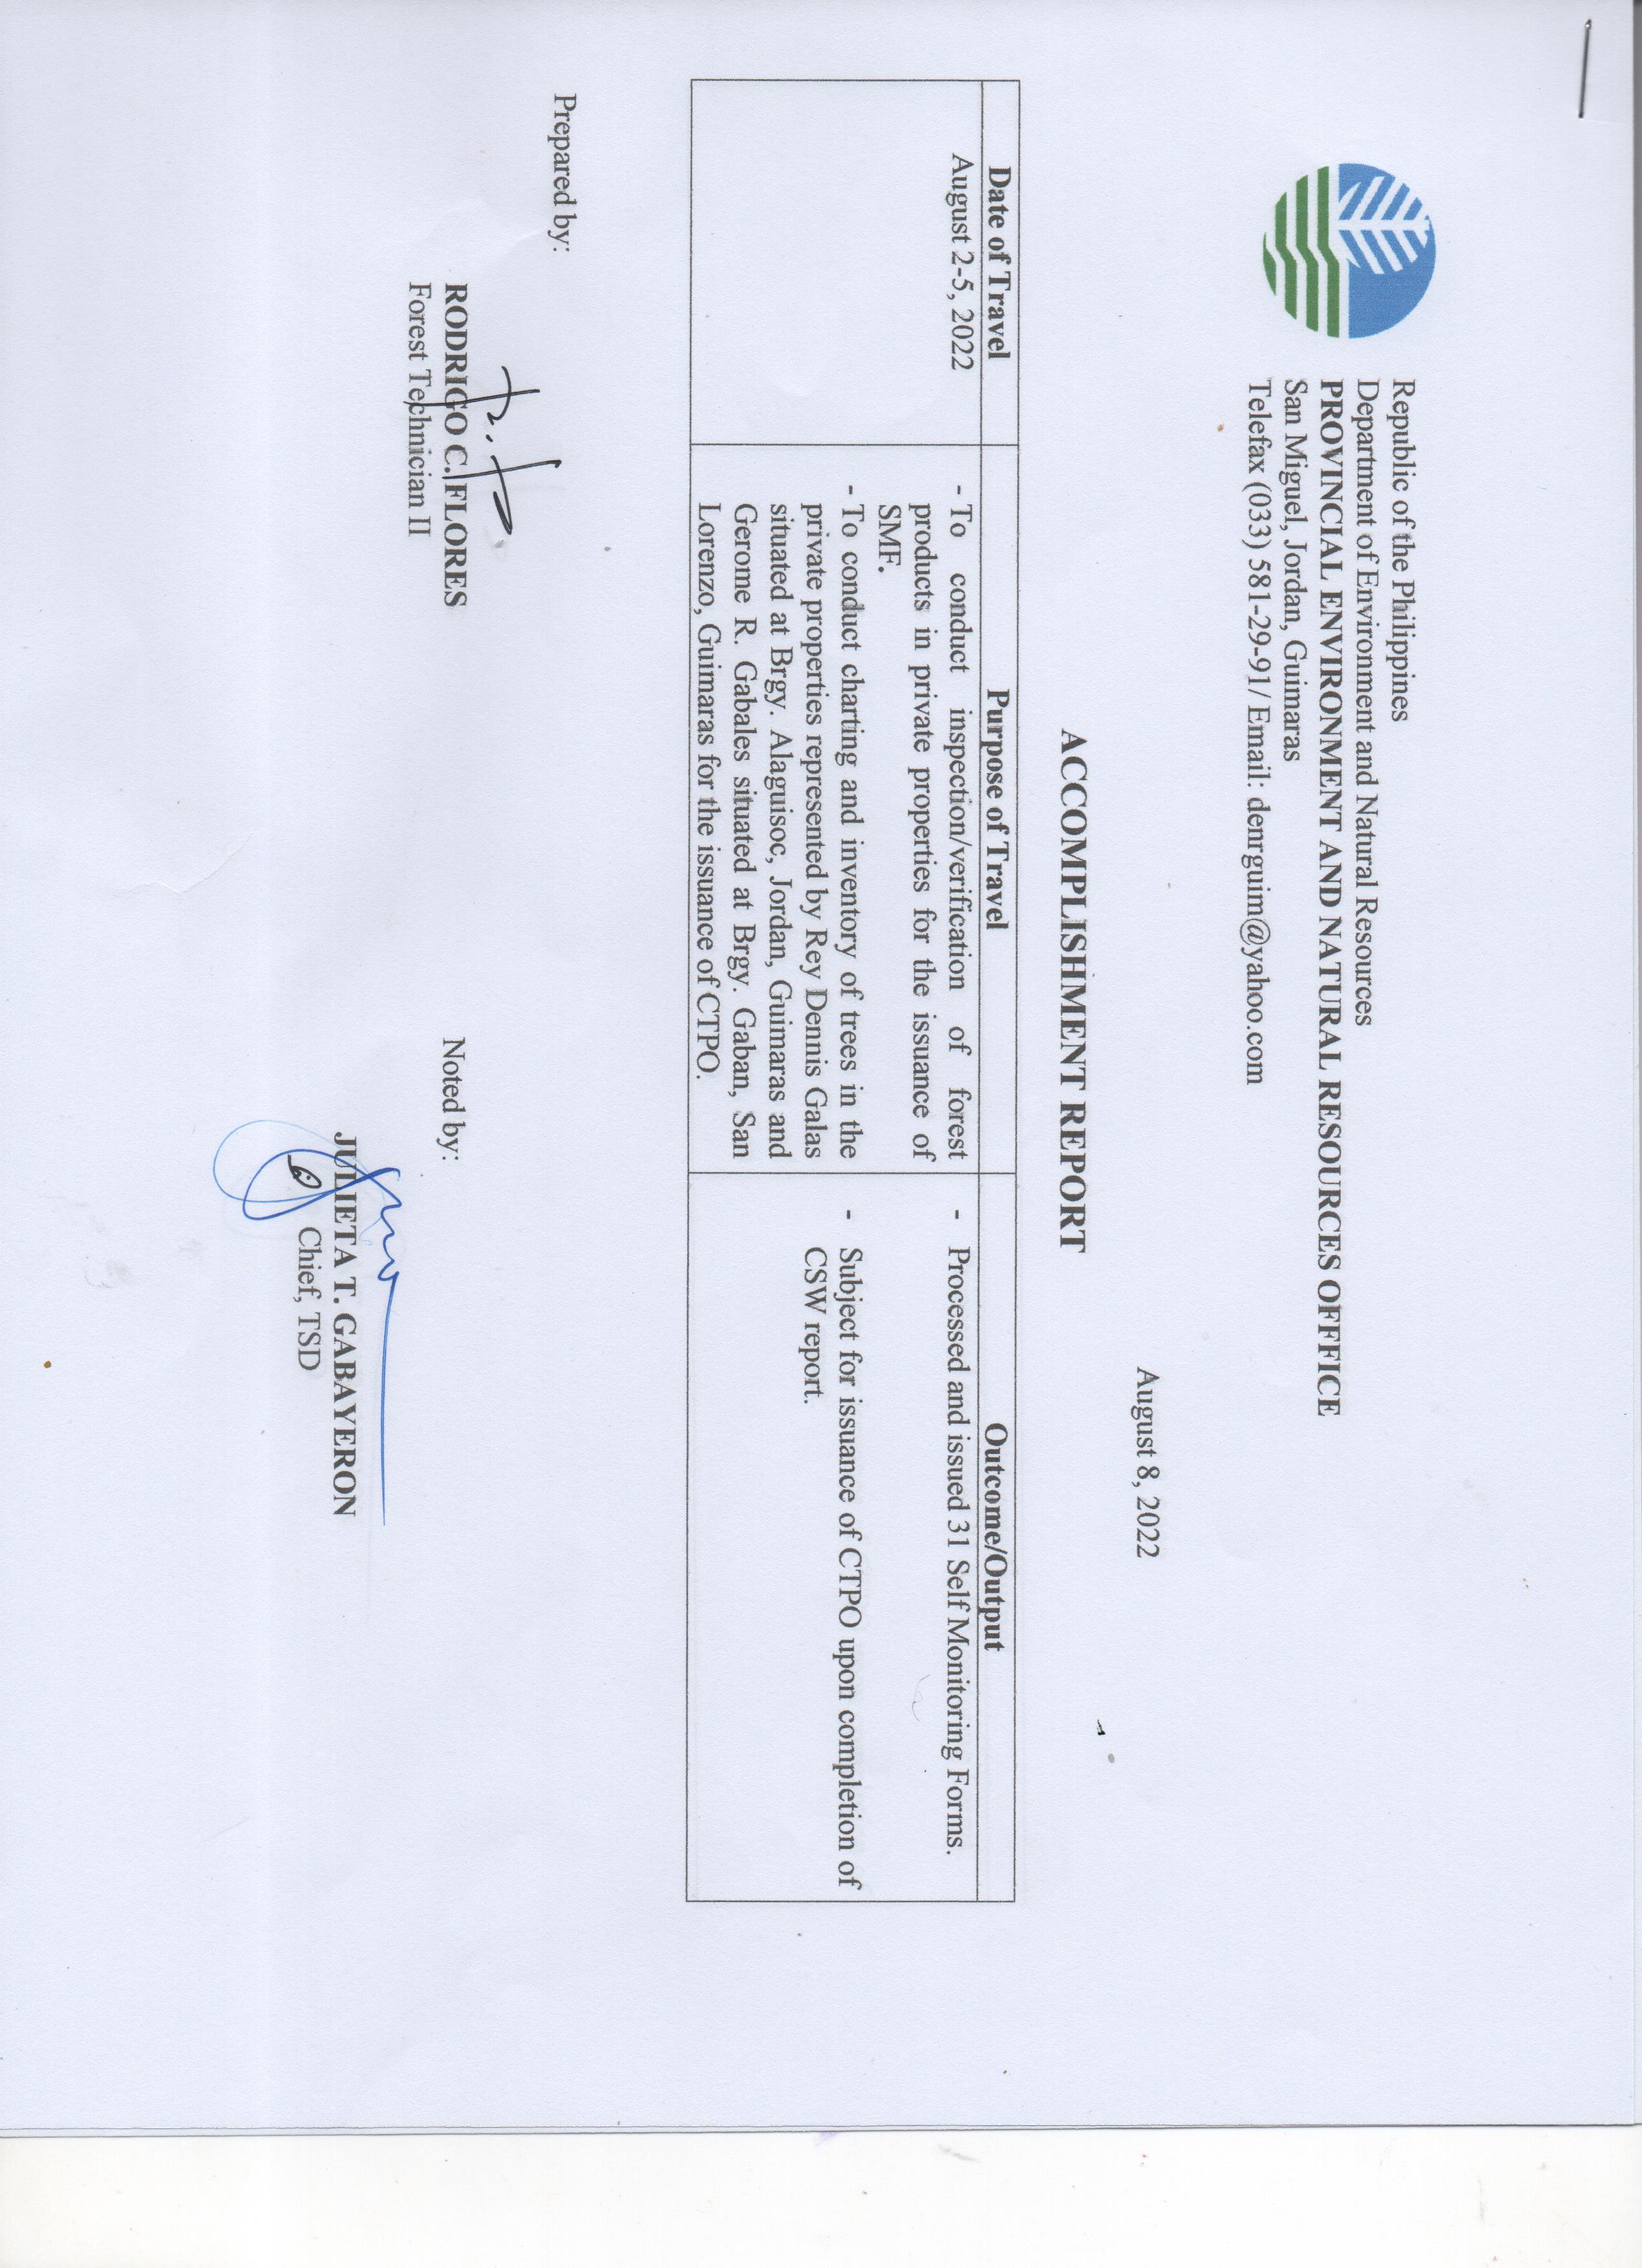 Republic of the Philippines
Department of Environment and Natural Resources
PROVINCIAL ENVIRONMENT AND NATURAL RESOURCES OFFICE
San Miguel, Jordan, Guimaras
Telefax (033) 581-29-91/ Email: denrguim@yahoo.com
August 8, 2022
ACCOMPLISHMENT REPORT
Date of Travel
Purpose of Travel
Outcome/Output
August 2-5, 2022
- To conduct inspection/verification of forest
products in private properties for the issuance of
SMF.
- To conduct charting and inventory of trees in the
private properties represented by Rey Dennis Galas
situated at Brgy. Alaguisoc, Jordan, Guimaras and
Gerome R. Gabales situated at Brgy. Gaban, San
Lorenzo, Guimaras for the issuance of CTPO.
- Processed and issued 31 Self Monitoring Forms.
- Subject for issuance of CTPO upon completion of
CSW report.
Prepared by:
RODRIGO C. FLORES
Forest Technician II
Noted by:
JULIETA T. GABAYERON
Chief, TSD